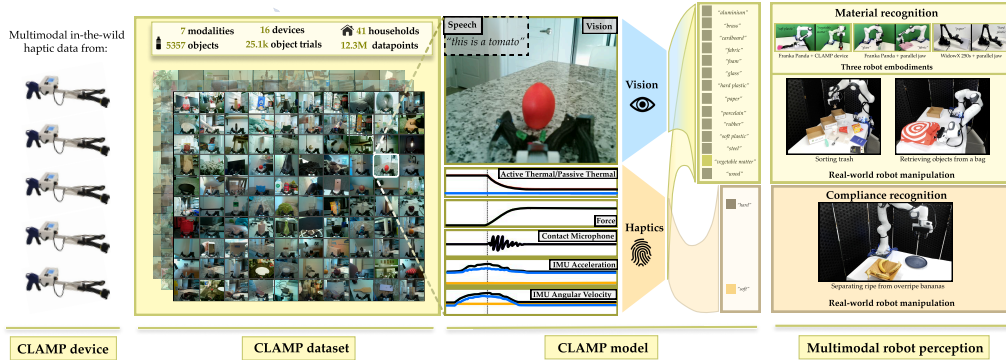 Multimodal in-the-wild
haptic data from:
CLAMP device
7 modalities
16 devices
41 households
5357 objects
25.1k object trials
12.3M datapoints
CLAMP dataset
Speech
Vision
"this is a tomato"
Active Thermal/Passive Thermal
Force
Contact Microphone
IMU Acceleration
IMU Angular Velocity
Vision
Haptics
"aluminium"
"brass"
"cardboard"
"fabric"
"foam"
"glass"
"hard plastic"
"paper"
"porcelain"
"rubber"
"soft plastic"
"steel"
"vegetable matter"
"wood"
"hard"
"soft"
CLAMP model
Material recognition
Franka Panda + CLAMP device
Franka Panda + parallel jaw
WidowX 250s + parallel jaw
Three robot embodiments
Sorting trash
Retrieving objects from a bag
Real-world robot manipulation
Compliance recognition
Separating ripe from overripe bananas
Real-world robot manipulation
Multimodal robot perception